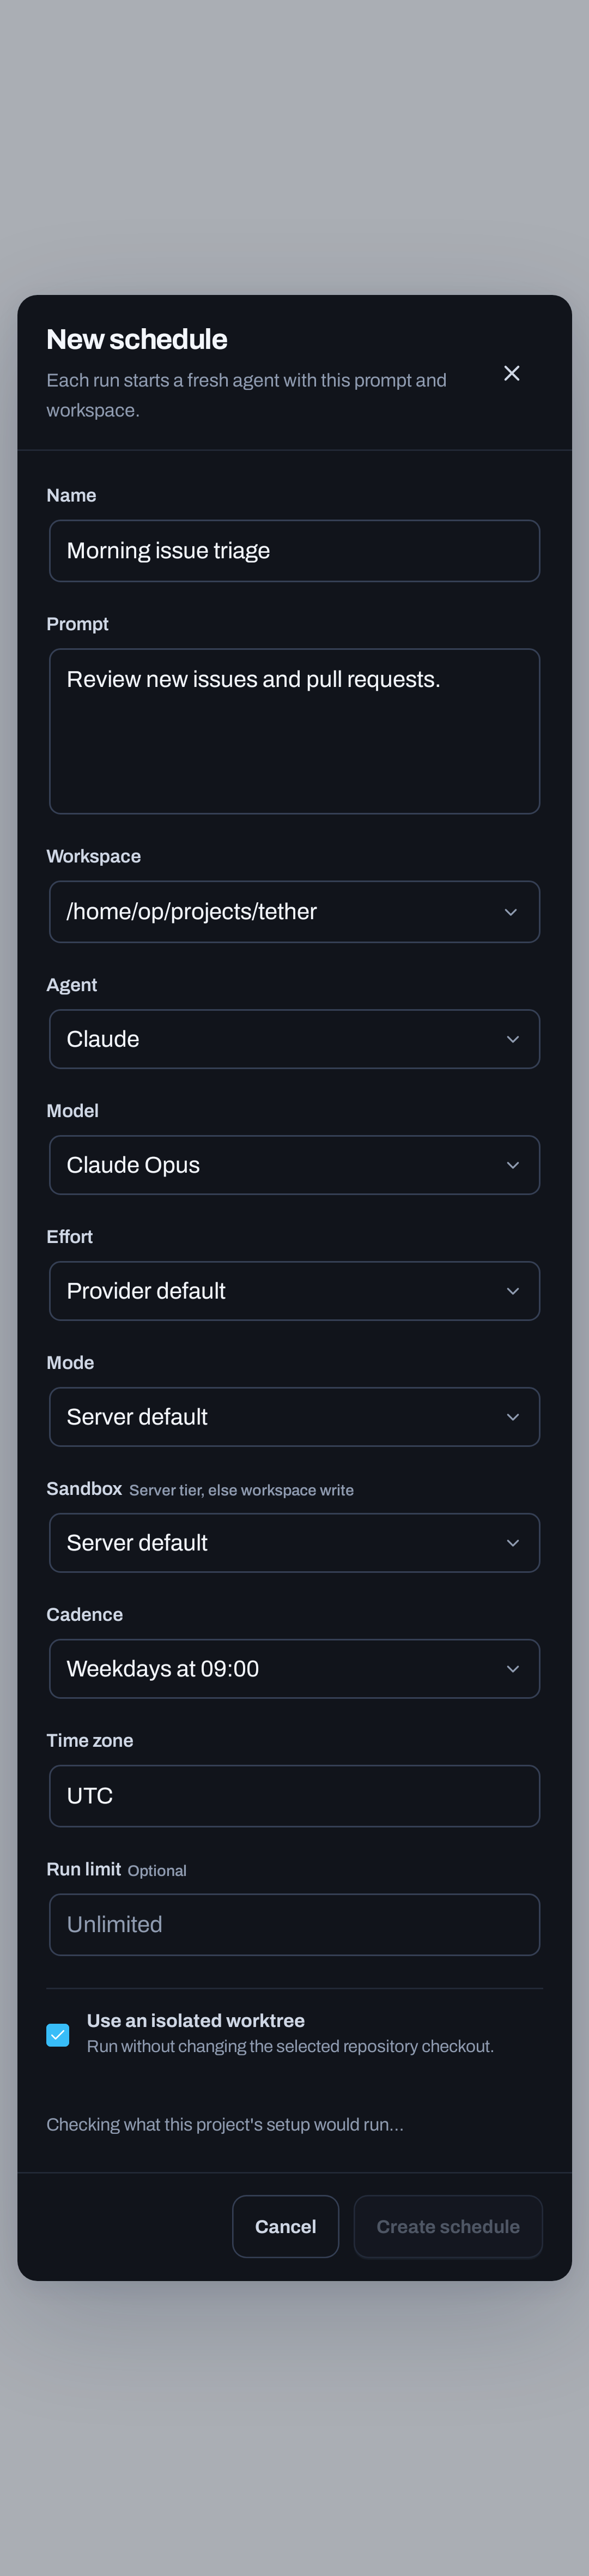 New schedule
Each run starts a fresh agent with this prompt and
workspace.
Name
Morning issue triage
Prompt
Review new issues and pull requests.
Workspace
/home/op/projects/tether
Agent
Claude
Model
Claude Opus
Effort
Provider default
Mode
Server default
Sandbox Server tier, else workspace write
Server default
Cadence
Weekdays at 09:00
Time zone
UTC
Run limit Optional
Unlimited
Use an isolated worktree
Run without changing the selected repository checkout.
Checking what this project's setup would run...
Cancel
Create schedule